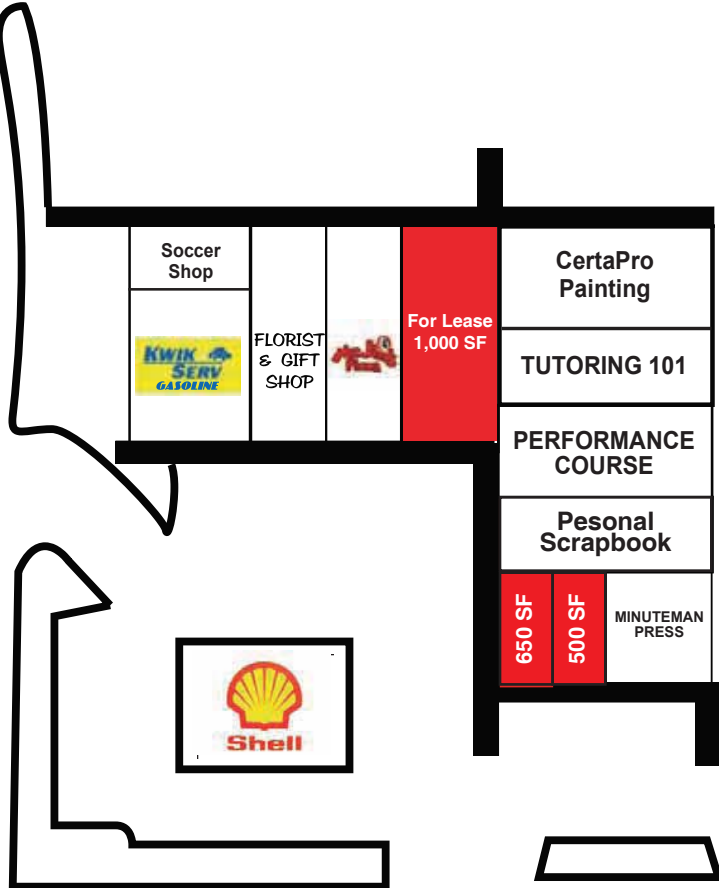 Soccer
Shop
KWIK
SERV
GASOLINE
FLORIST
& GIFT
SHOP
For Lease
1,000 SF
CertaPro
Painting
TUTORING 101
PERFORMANCE
COURSE
Pesonal
Scrapbook
650 SF
500 SF
MINUTEMAN
PRESS
Shell